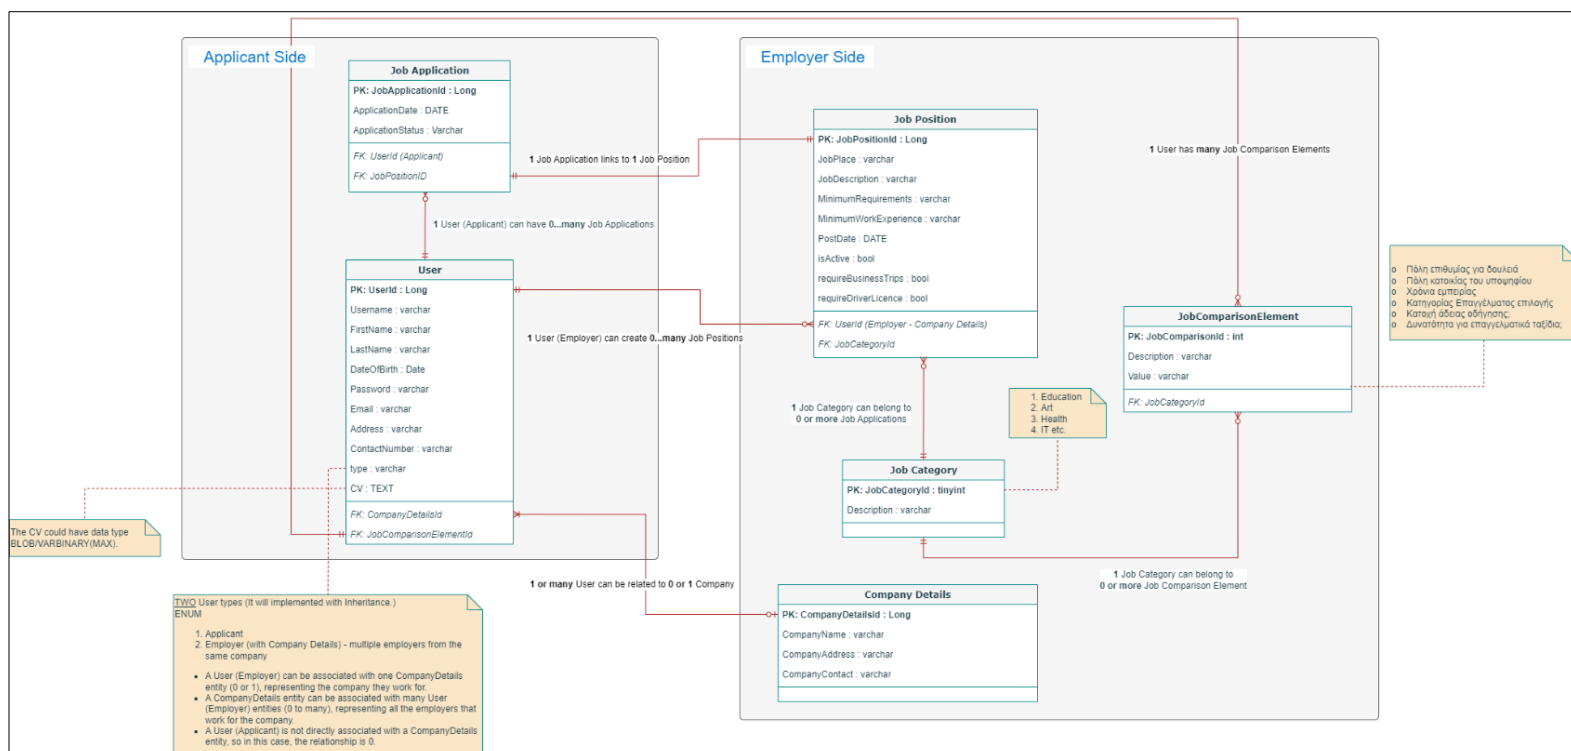 Applicant Side
Job Application
PK: JobApplicationId : Long
ApplicationDate : DATE
ApplicationStatus : Varchar
FK: UserId (Applicant)
FK: JobPositionID
1 Job Application links to 1 Job Position
1 User (Applicant) can have 0...many Job Applications
User
PK: UserId : Long
Username : varchar
FirstName : varchar
LastName : varchar
DateOfBirth : Date
Password : varchar
Email : varchar
Address : varchar
ContactNumber : varchar
type : varchar
CV : TEXT
FK: CompanyDetailsId
FK: JobComparisonElementId
1 User (Employer) can create 0...many Job Positions
1 or many User can be related to 0 or 1 Company
The CV could have data type
BLOB/VARBINARY(MAX).
TWO User types (It will implemented with Inheritance.)
ENUM
1. Applicant
2. Employer (with Company Details) - multiple employers from the
same company
• A User (Employer) can be associated with one CompanyDetails
entity (0 or 1), representing the company they work for.
• A CompanyDetails entity can be associated with many User
(Employer) entities (0 to many), representing all the employers that
work for the company.
• A User (Applicant) is not directly associated with a CompanyDetails
entity, so in this case, the relationship is 0.
Employer Side
Job Position
PK: JobPositionId : Long
JobPlace : varchar
JobDescription : varchar
MinimumRequirements : varchar
MinimumWorkExperience : varchar
PostDate : DATE
isActive : bool
requireBusinessTrips : bool
requireDriverLicence : bool
FK: UserId (Employer - Company Details)
FK: JobCategoryId
1 Job Category can belong to
0 or more Job Applications
1. Education
2. Art
3. Health
4. IT etc.
Job Category
PK: JobCategoryId : tinyint
Description : varchar
Company Details
PK: CompanyDetailsId : Long
CompanyName : varchar
CompanyAddress : varchar
CompanyContact : varchar
1 User has many Job Comparison Elements
JobComparisonElement
PK: JobComparisonId : int
Description : varchar
Value : varchar
FK: JobCategoryId
1 Job Category can belong to
0 or more Job Comparison Element
o Πόλη επιθυμίας για δουλειά
o Πόλη κατοικίας του υποψηφίου
o Χρόνια εμπειρίας
o Κατηγορίας Επαγγέλματος επιλογής
o Κατοχή άδειας οδήγησης;
o Δυνατότητα για επαγγελματικά ταξίδια;